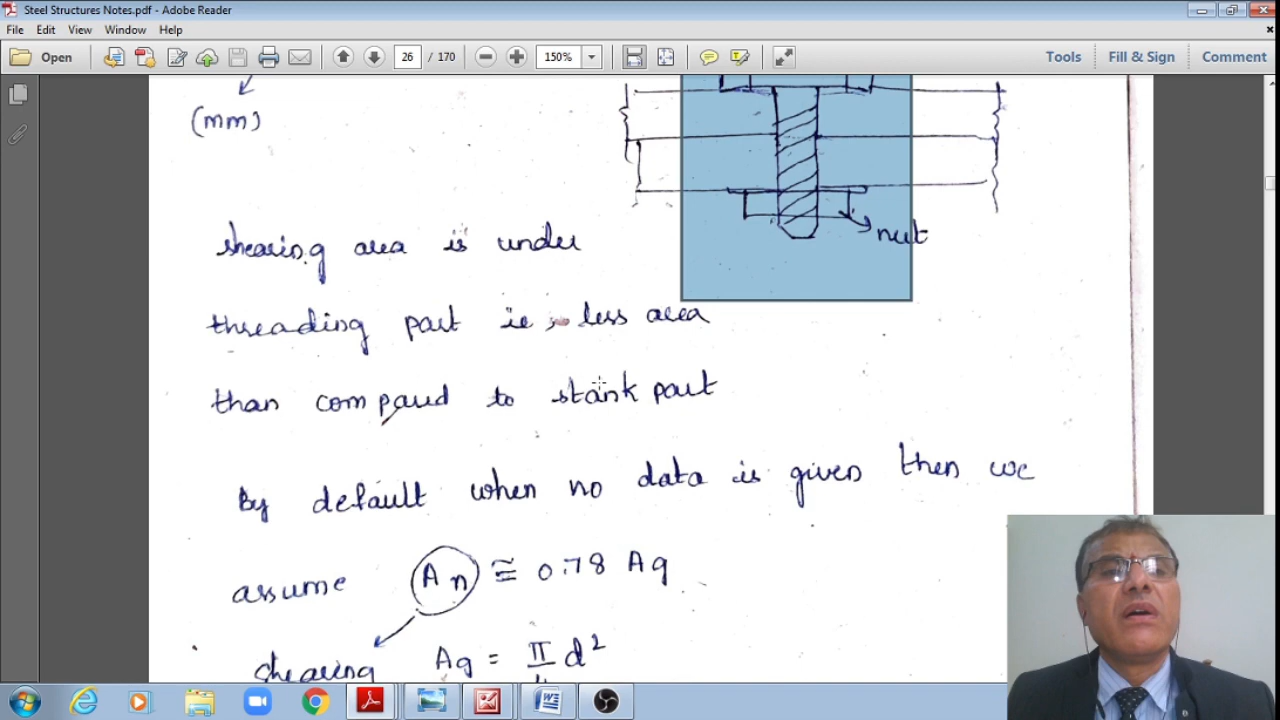 Steel Structures Notes.pdf - Adobe Reader
File Edit View Window Help
Open 26 / 170 150% Tools Fill & Sign Comment
(mm)
nut
shearing area is under
threading part ie, less area
than compared to stank part
By default when no data is given then we
assume An ≅ 0.78 Ag
shearing Ag = π/4 d²